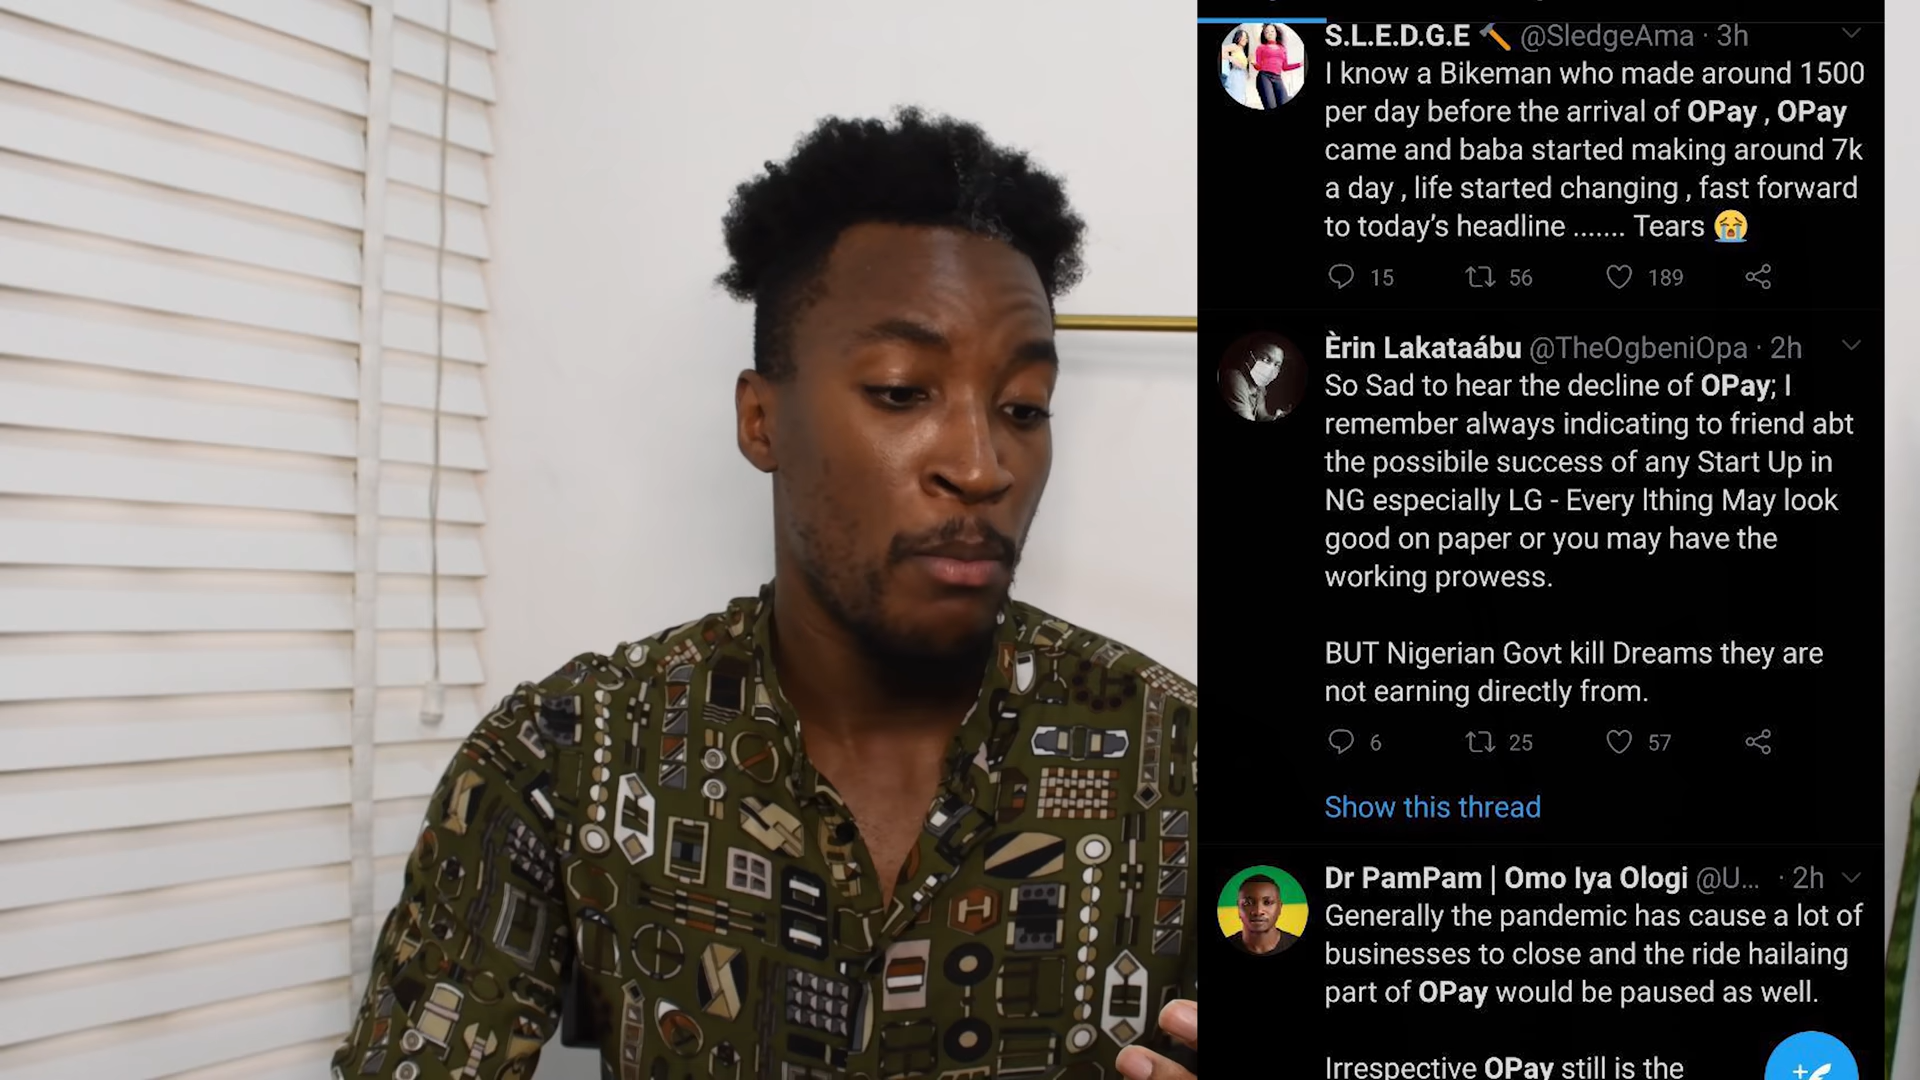 S.L.E.D.G.E 🔨 @SledgeAma · 3h
I know a Bikeman who made around 1500
per day before the arrival of OPay , OPay
came and baba started making around 7k
a day , life started changing , fast forward
to today’s headline ....... Tears 😭
15 56 189
Èrin Lakataábu @TheOgbeniOpa · 2h
So Sad to hear the decline of OPay; I
remember always indicating to friend abt
the possibile success of any Start Up in
NG especially LG - Every lthing May look
good on paper or you may have the
working prowess.
BUT Nigerian Govt kill Dreams they are
not earning directly from.
6 25 57
Show this thread
Dr PamPam | Omo Iya Ologi @U... · 2h
Generally the pandemic has cause a lot of
businesses to close and the ride hailaing
part of OPay would be paused as well.
Irrespective OPay still is the